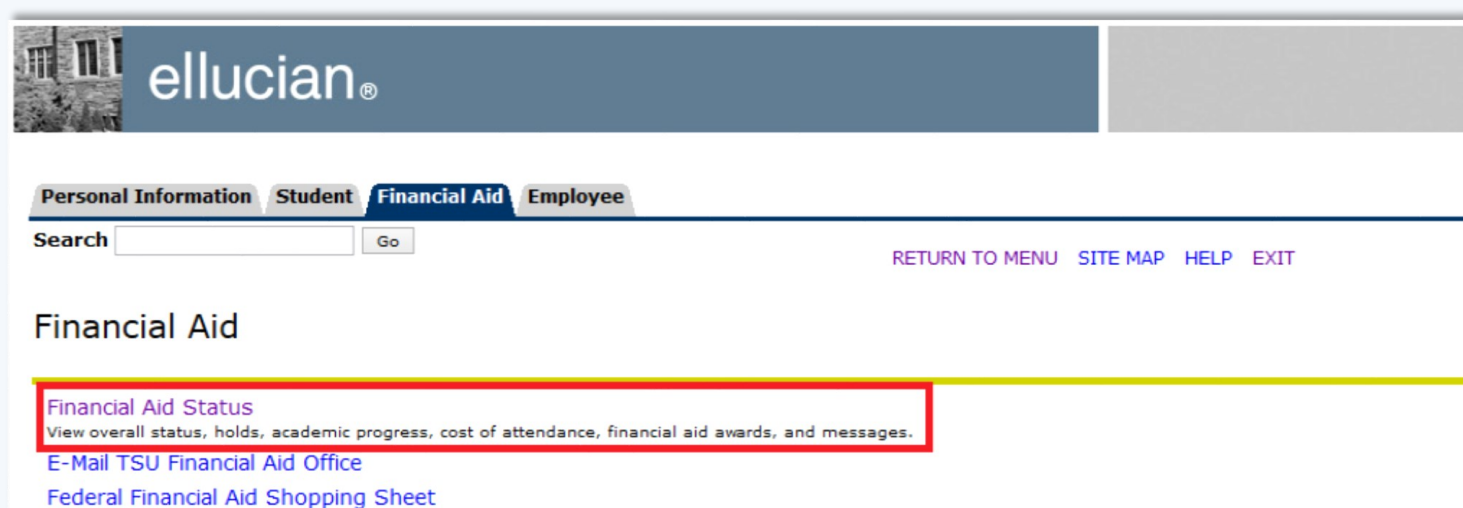 ellucian®
Personal Information Student Financial Aid Employee
Search Go
RETURN TO MENU SITE MAP HELP EXIT
Financial Aid
Financial Aid Status
View overall status, holds, academic progress, cost of attendance, financial aid awards, and messages.
E-Mail TSU Financial Aid Office
Federal Financial Aid Shopping Sheet